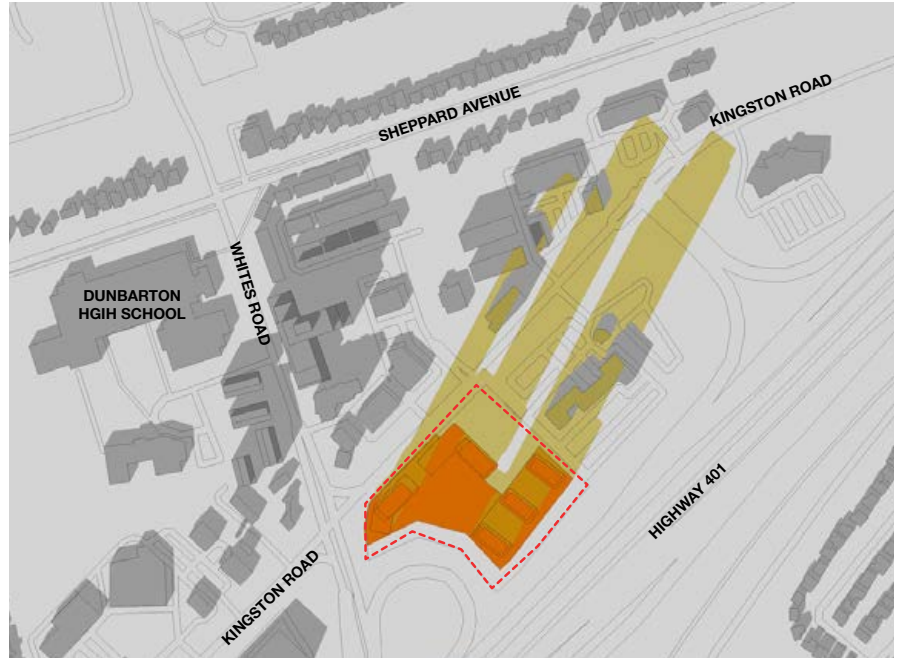 SHEPPARD AVENUE
KINGSTON ROAD
WHITES ROAD
DUNBARTON
HGIH SCHOOL
HIGHWAY 401
KINGSTON ROAD